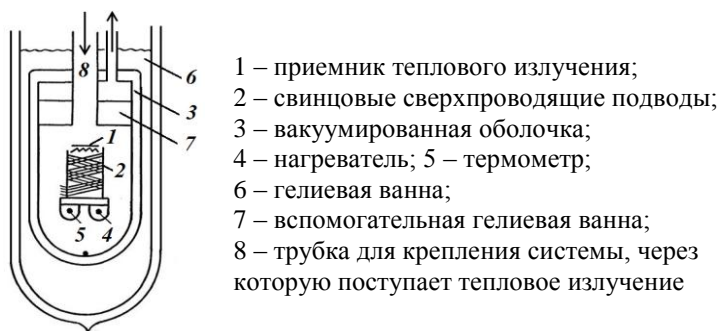 8
6
3
7
1
2
5 4
1 – приемник теплового излучения;
2 – свинцовые сверхпроводящие подводы;
3 – вакуумированная оболочка;
4 – нагреватель; 5 – термометр;
6 – гелиевая ванна;
7 – вспомогательная гелиевая ванна;
8 – трубка для крепления системы, через
которую поступает тепловое излучение